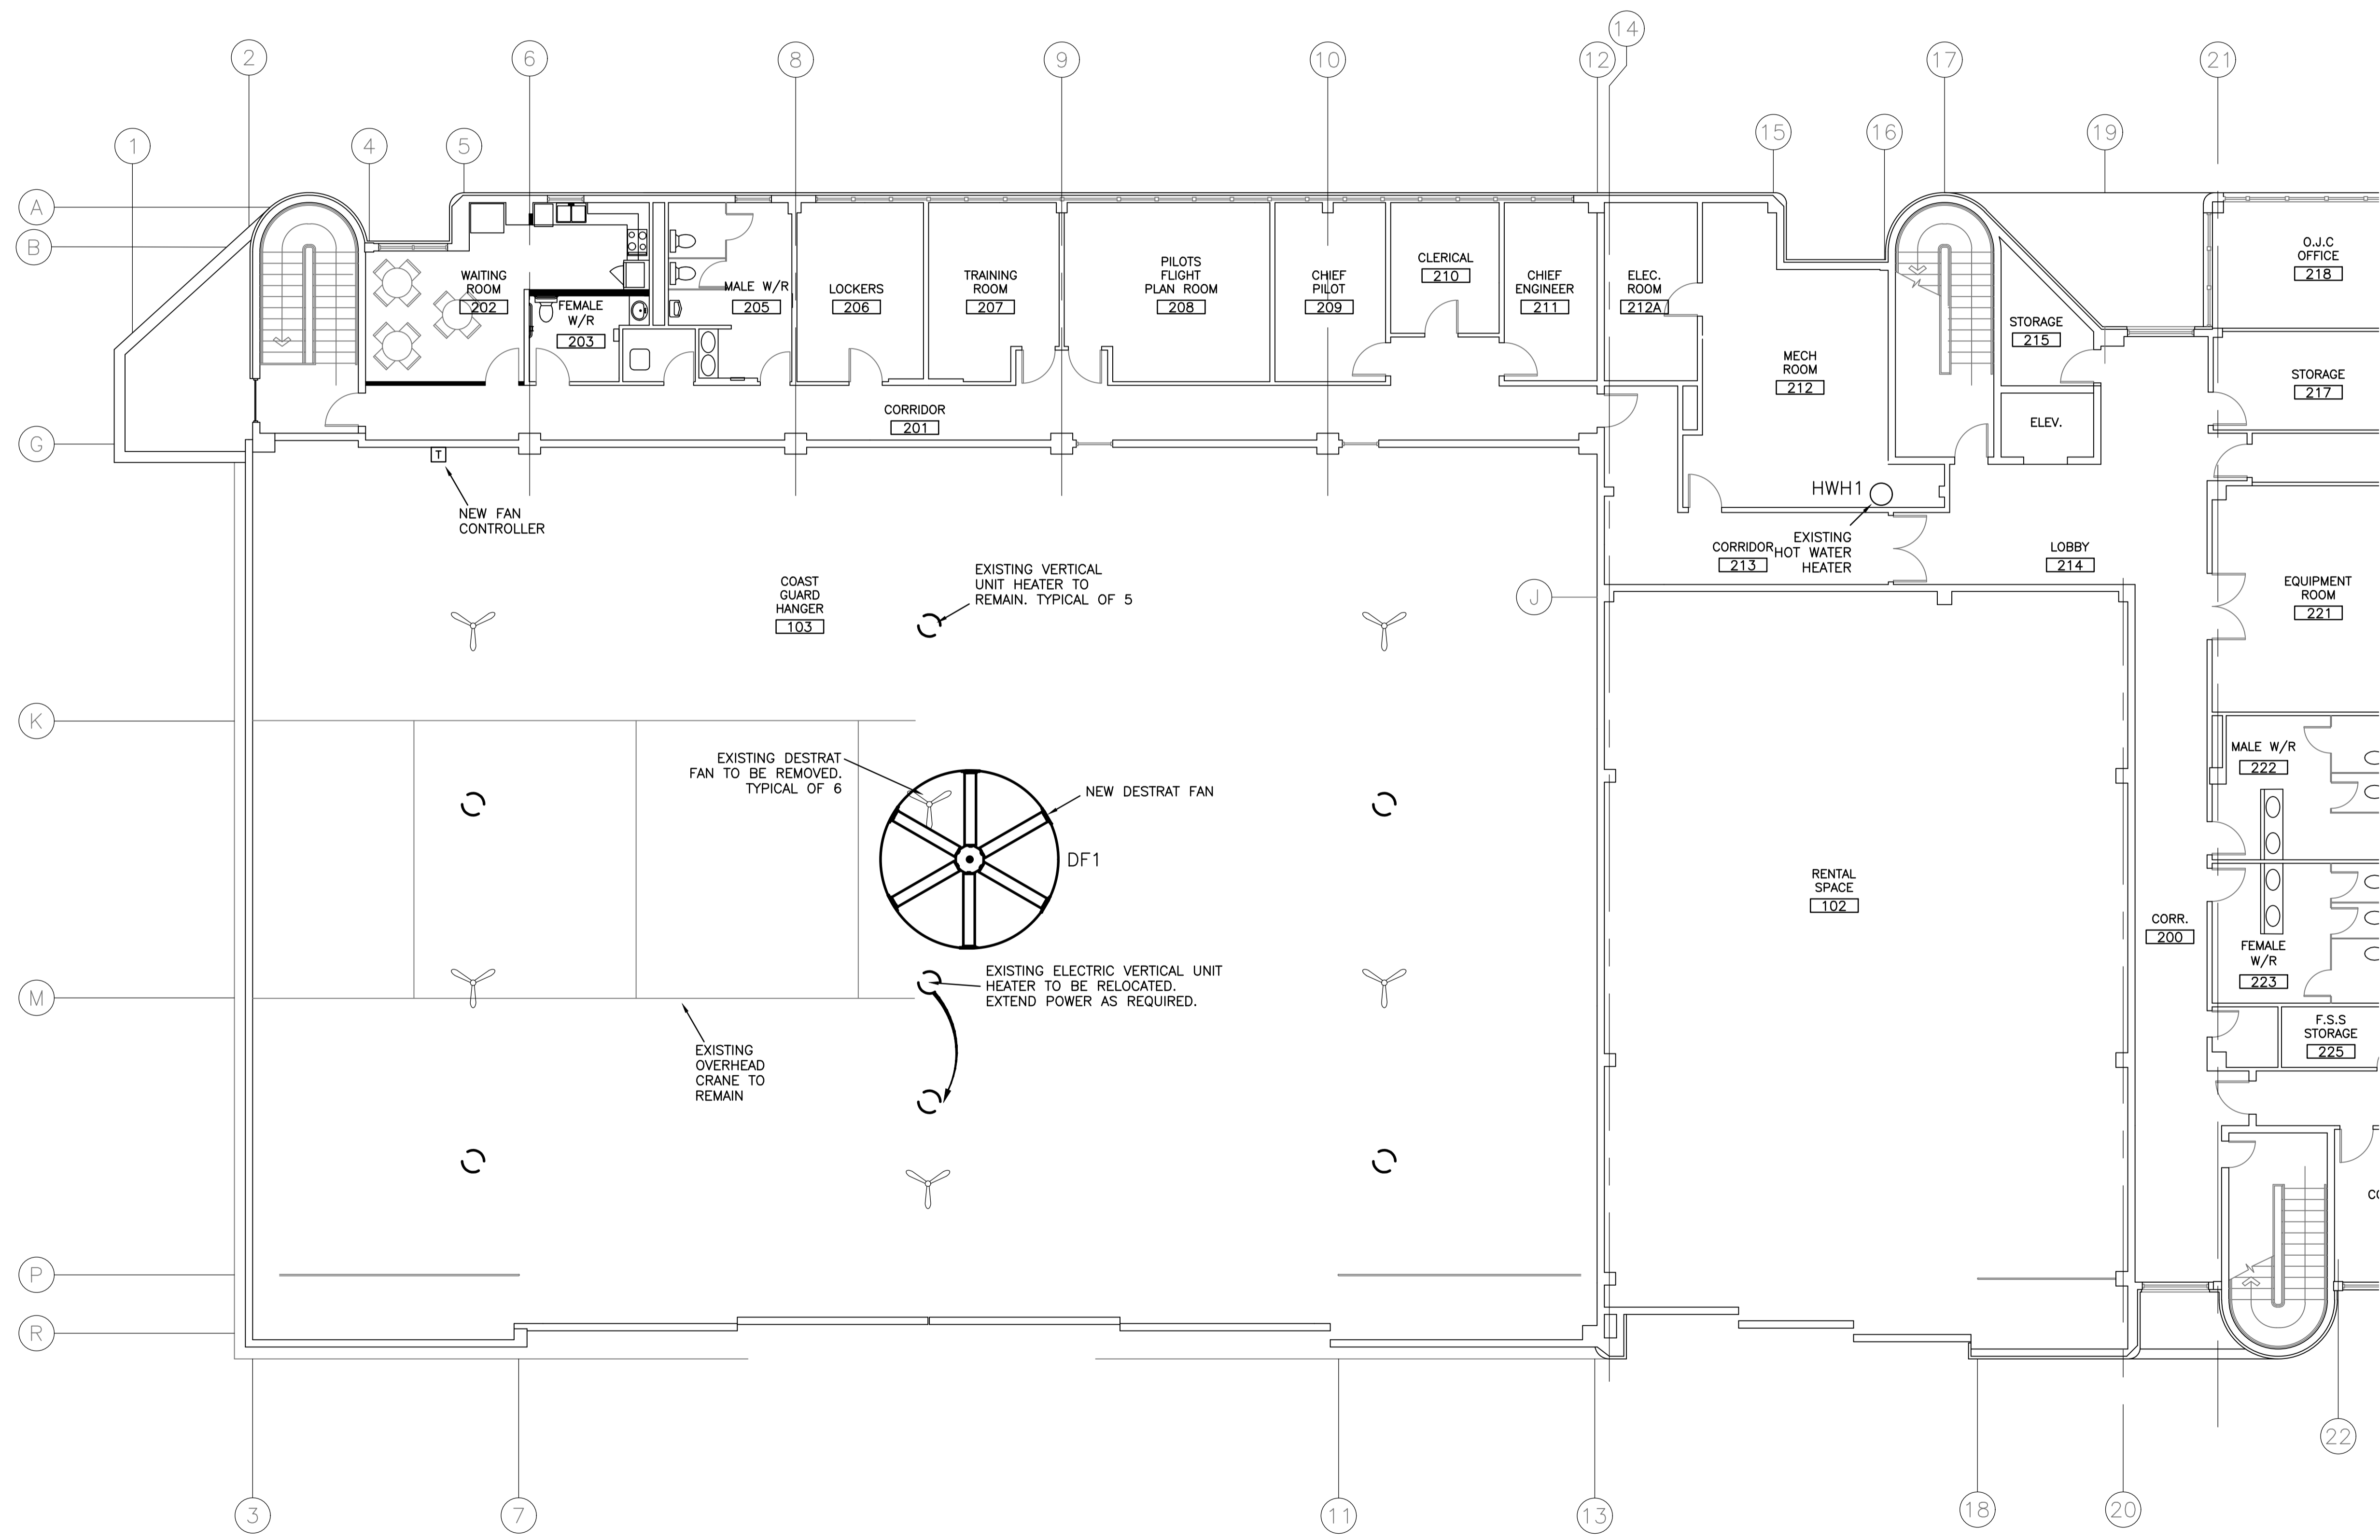 14
2
6
8
9
10
12
17
21
1
4
5
15
16
19
A
B
G
K
M
P
R
J
WAITING
ROOM
202
FEMALE
W/R
203
MALE W/R
205
LOCKERS
206
TRAINING
ROOM
207
PILOTS
FLIGHT
PLAN ROOM
208
CHIEF
PILOT
209
CLERICAL
210
CHIEF
ENGINEER
211
ELEC.
ROOM
212A
MECH
ROOM
212
STORAGE
215
ELEV.
O.J.C
OFFICE
218
STORAGE
217
CORRIDOR
201
T
NEW FAN
CONTROLLER
HWH1
EXISTING
HOT WATER
HEATER
CORRIDOR
213
LOBBY
214
EQUIPMENT
ROOM
221
COAST
GUARD
HANGER
103
EXISTING VERTICAL
UNIT HEATER TO
REMAIN. TYPICAL OF 5
EXISTING DESTRAT
FAN TO BE REMOVED.
TYPICAL OF 6
NEW DESTRAT FAN
DF1
EXISTING ELECTRIC VERTICAL UNIT
HEATER TO BE RELOCATED.
EXTEND POWER AS REQUIRED.
EXISTING
OVERHEAD
CRANE TO
REMAIN
RENTAL
SPACE
102
CORR.
200
MALE W/R
222
FEMALE
W/R
223
F.S.S
STORAGE
225
3
7
11
13
18
20
22